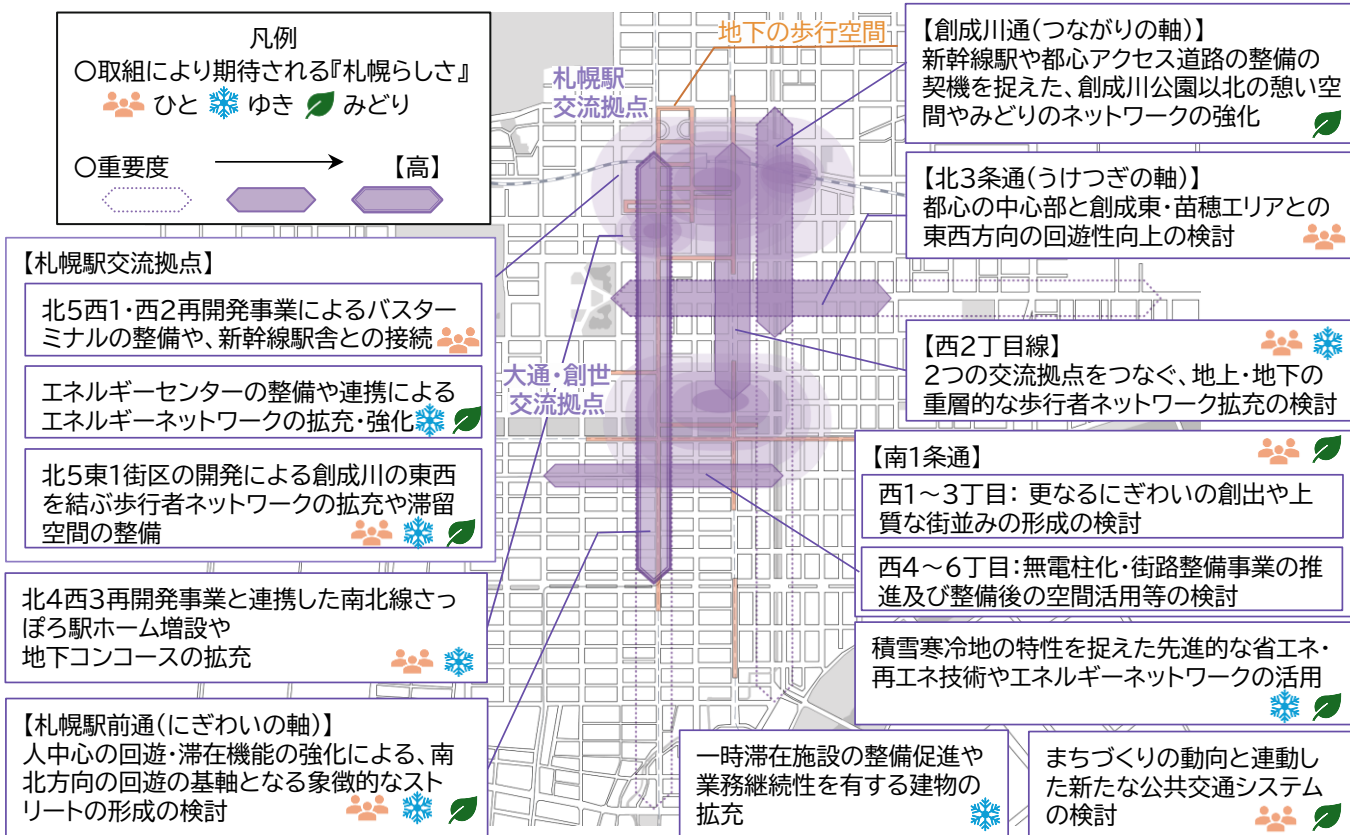 凡例
○取組により期待される『札幌らしさ』
ひと ゆき みどり
○重要度 【高】
地下の歩行空間
札幌駅
交流拠点
大通・創世
交流拠点
【札幌駅交流拠点】
北5西1・西2再開発事業によるバスター
ミナルの整備や、新幹線駅舎との接続
エネルギーセンターの整備や連携による
エネルギーネットワークの拡充・強化
北5東1街区の開発による創成川の東西
を結ぶ歩行者ネットワークの拡充や滞留
空間の整備
北4西3再開発事業と連携した南北線さっ
ぽろ駅ホーム増設や
地下コンコースの拡充
【札幌駅前通(にぎわいの軸)】
人中心の回遊・滞在機能の強化による、南
北方向の回遊の基軸となる象徴的なスト
リートの形成の検討
【創成川通(つながりの軸)】
新幹線駅や都心アクセス道路の整備の
契機を捉えた、創成川公園以北の憩い空
間やみどりのネットワークの強化
【北3条通(うけつぎの軸)】
都心の中心部と創成東・苗穂エリアとの
東西方向の回遊性向上の検討
【西2丁目線】
2つの交流拠点をつなぐ、地上・地下の
重層的な歩行者ネットワーク拡充の検討
【南1条通】
西1～3丁目: 更なるにぎわいの創出や上
質な街並みの形成の検討
西4～6丁目:無電柱化・街路整備事業の推
進及び整備後の空間活用等の検討
積雪寒冷地の特性を捉えた先進的な省エネ・
再エネ技術やエネルギーネットワークの活用
一時滞在施設の整備促進や
業務継続性を有する建物の
拡充
まちづくりの動向と連動し
た新たな公共交通システム
の検討